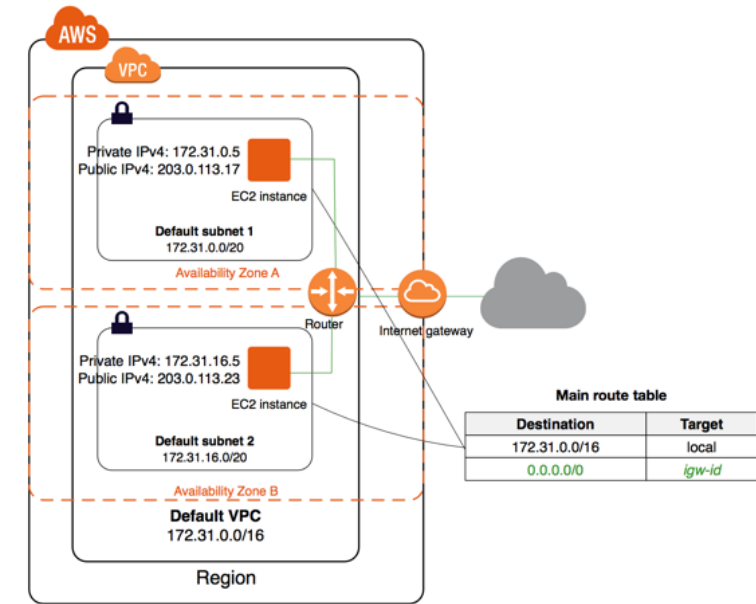 AWS
VPC
Private IPv4: 172.31.0.5
Public IPv4: 203.0.113.17
EC2 instance
Default subnet 1
172.31.0.0/20
Availability Zone A
Router
Internet gateway
Private IPv4: 172.31.16.5
Public IPv4: 203.0.113.23
EC2 instance
Default subnet 2
172.31.16.0/20
Availability Zone B
Default VPC
172.31.0.0/16
Region
Main route table
Destination Target
172.31.0.0/16 local
0.0.0.0/0 igw-id